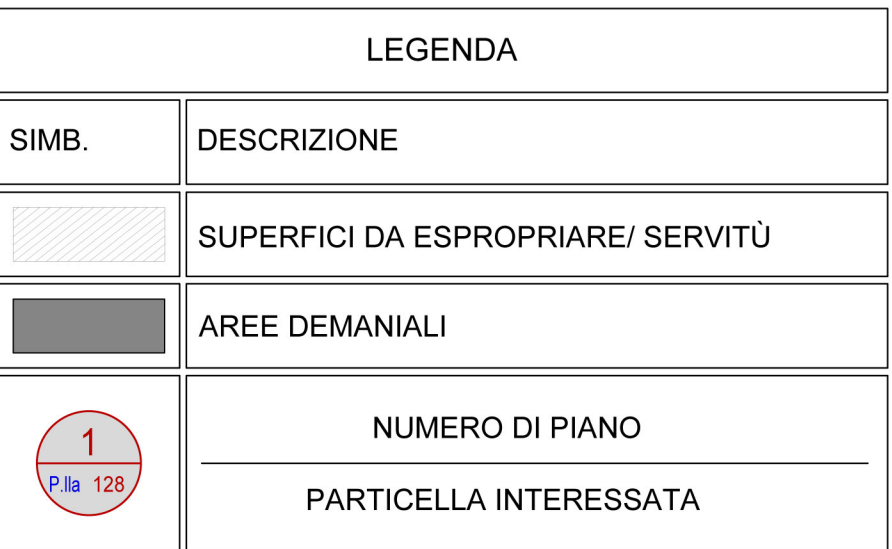 LEGENDA
SIMB. DESCRIZIONE
SUPERFICI DA ESPROPRIARE/ SERVITÙ
AREE DEMANIALI
1
P.lla 128
NUMERO DI PIANO
PARTICELLA INTERESSATA